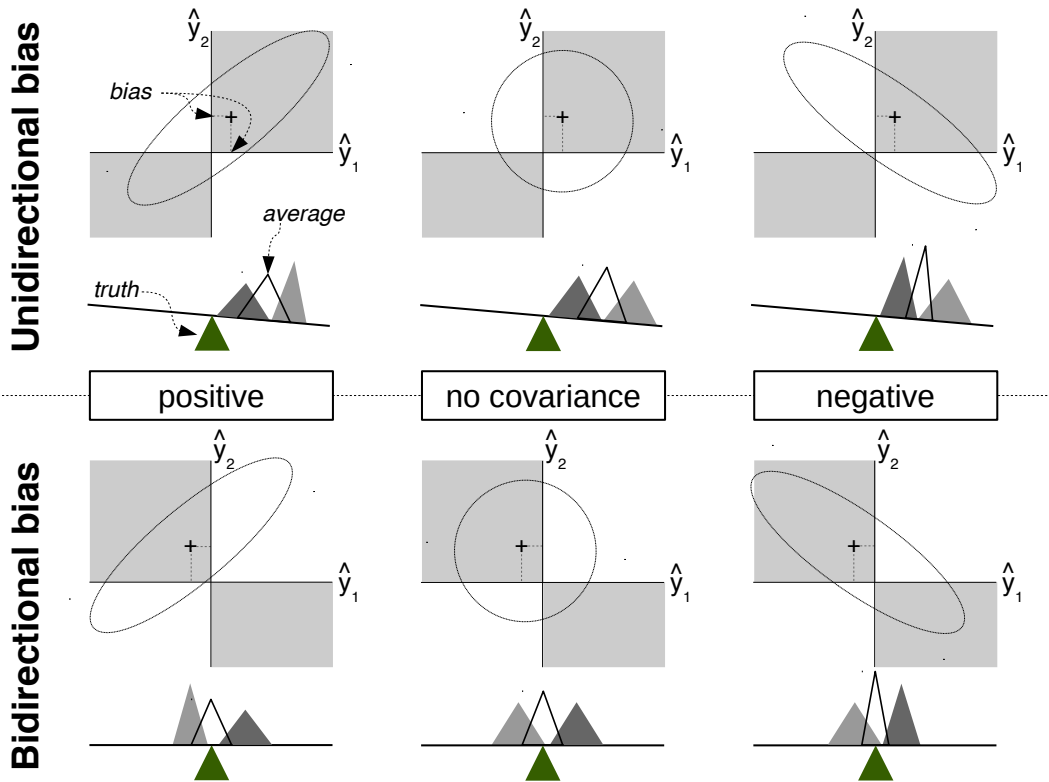 Unidirectional bias
ŷ₂
ŷ₂
ŷ₂
bias
ŷ₁
ŷ₁
ŷ₁
average
truth
positive
no covariance
negative
Bidirectional bias
ŷ₂
ŷ₂
ŷ₂
ŷ₁
ŷ₁
ŷ₁